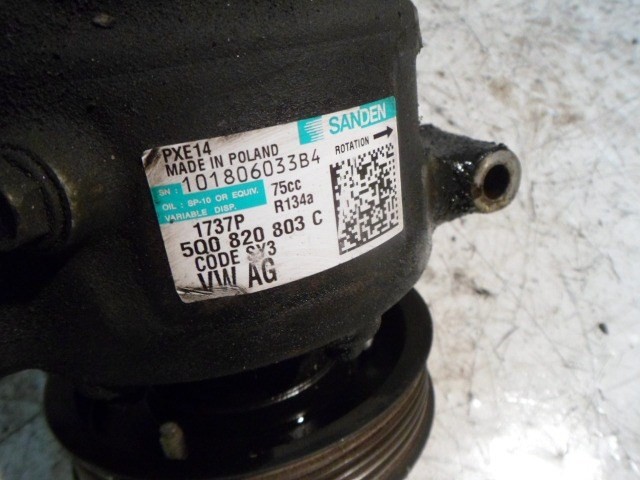 SANDEN
PXE14
MADE IN POLAND
ROTATION
SN : 101806033B4
OIL : SP-10 OR EQUIV. 75cc
VARIABLE DISP. R134a
1737P
5Q0 820 803 C
CODE SX3
VW AG